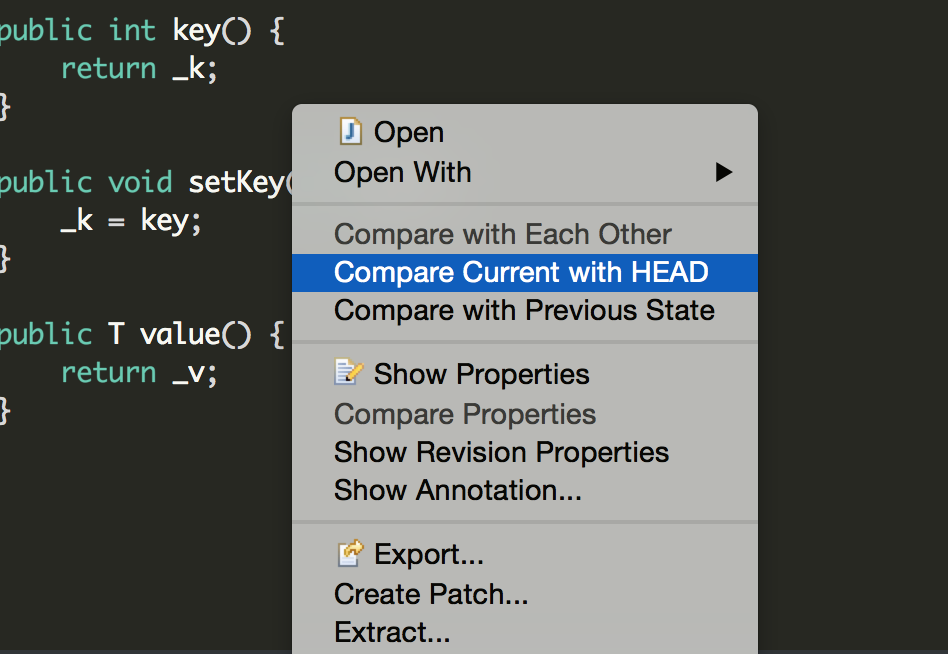 public int key() {
return _k;
}
public void setKey(
_k = key;
}
public T value() {
return _v;
}
Open
Open With
Compare with Each Other
Compare Current with HEAD
Compare with Previous State
Show Properties
Compare Properties
Show Revision Properties
Show Annotation...
Export...
Create Patch...
Extract...